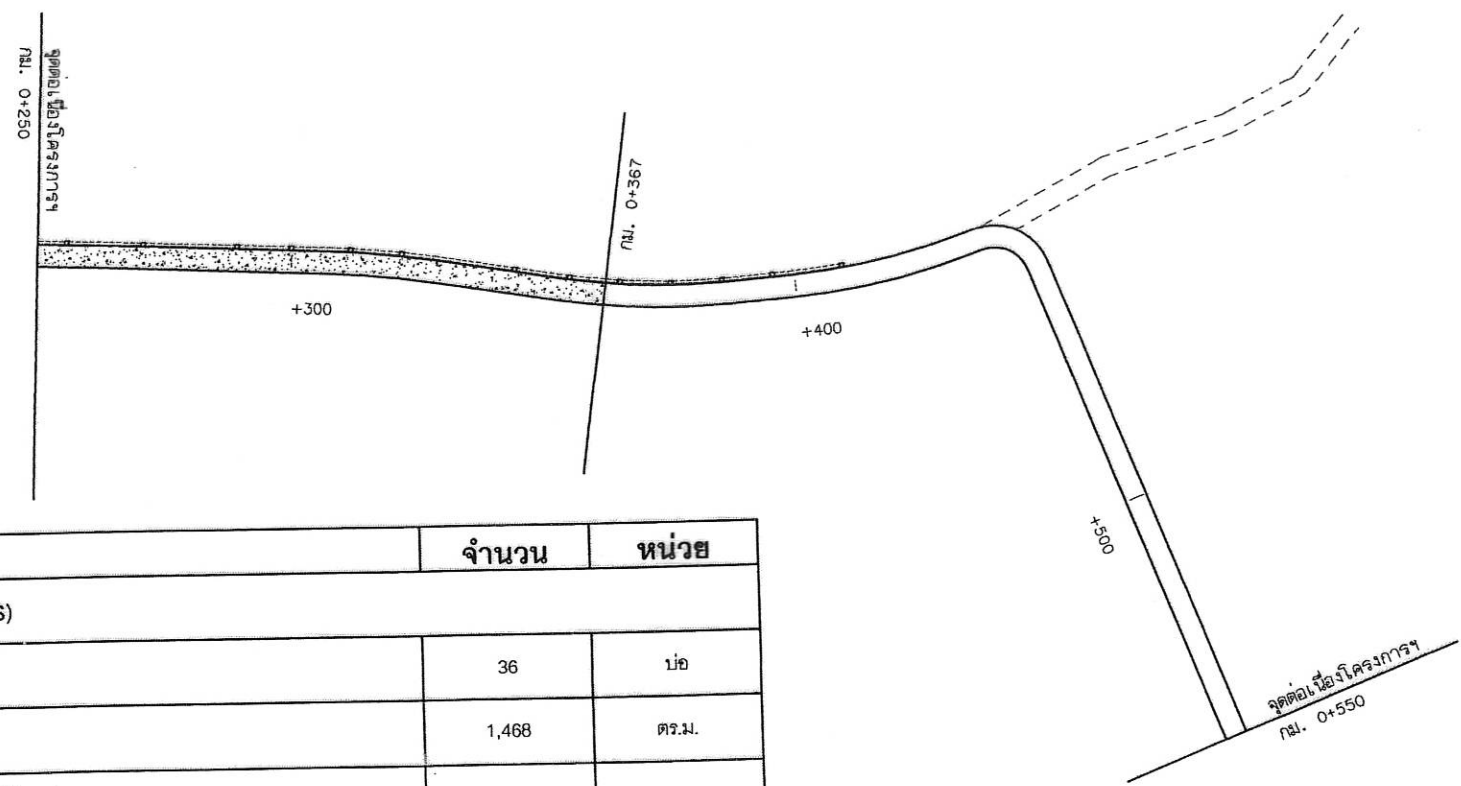 จุดต่อเนื่องโครงการฯ
กม. 0+250
กม. 0+367
+300
+400
+500
จุดต่อเนื่องโครงการฯ
กม. 0+550
จำนวน หน่วย
S)
36 บ่อ
1,468 ตร.ม.